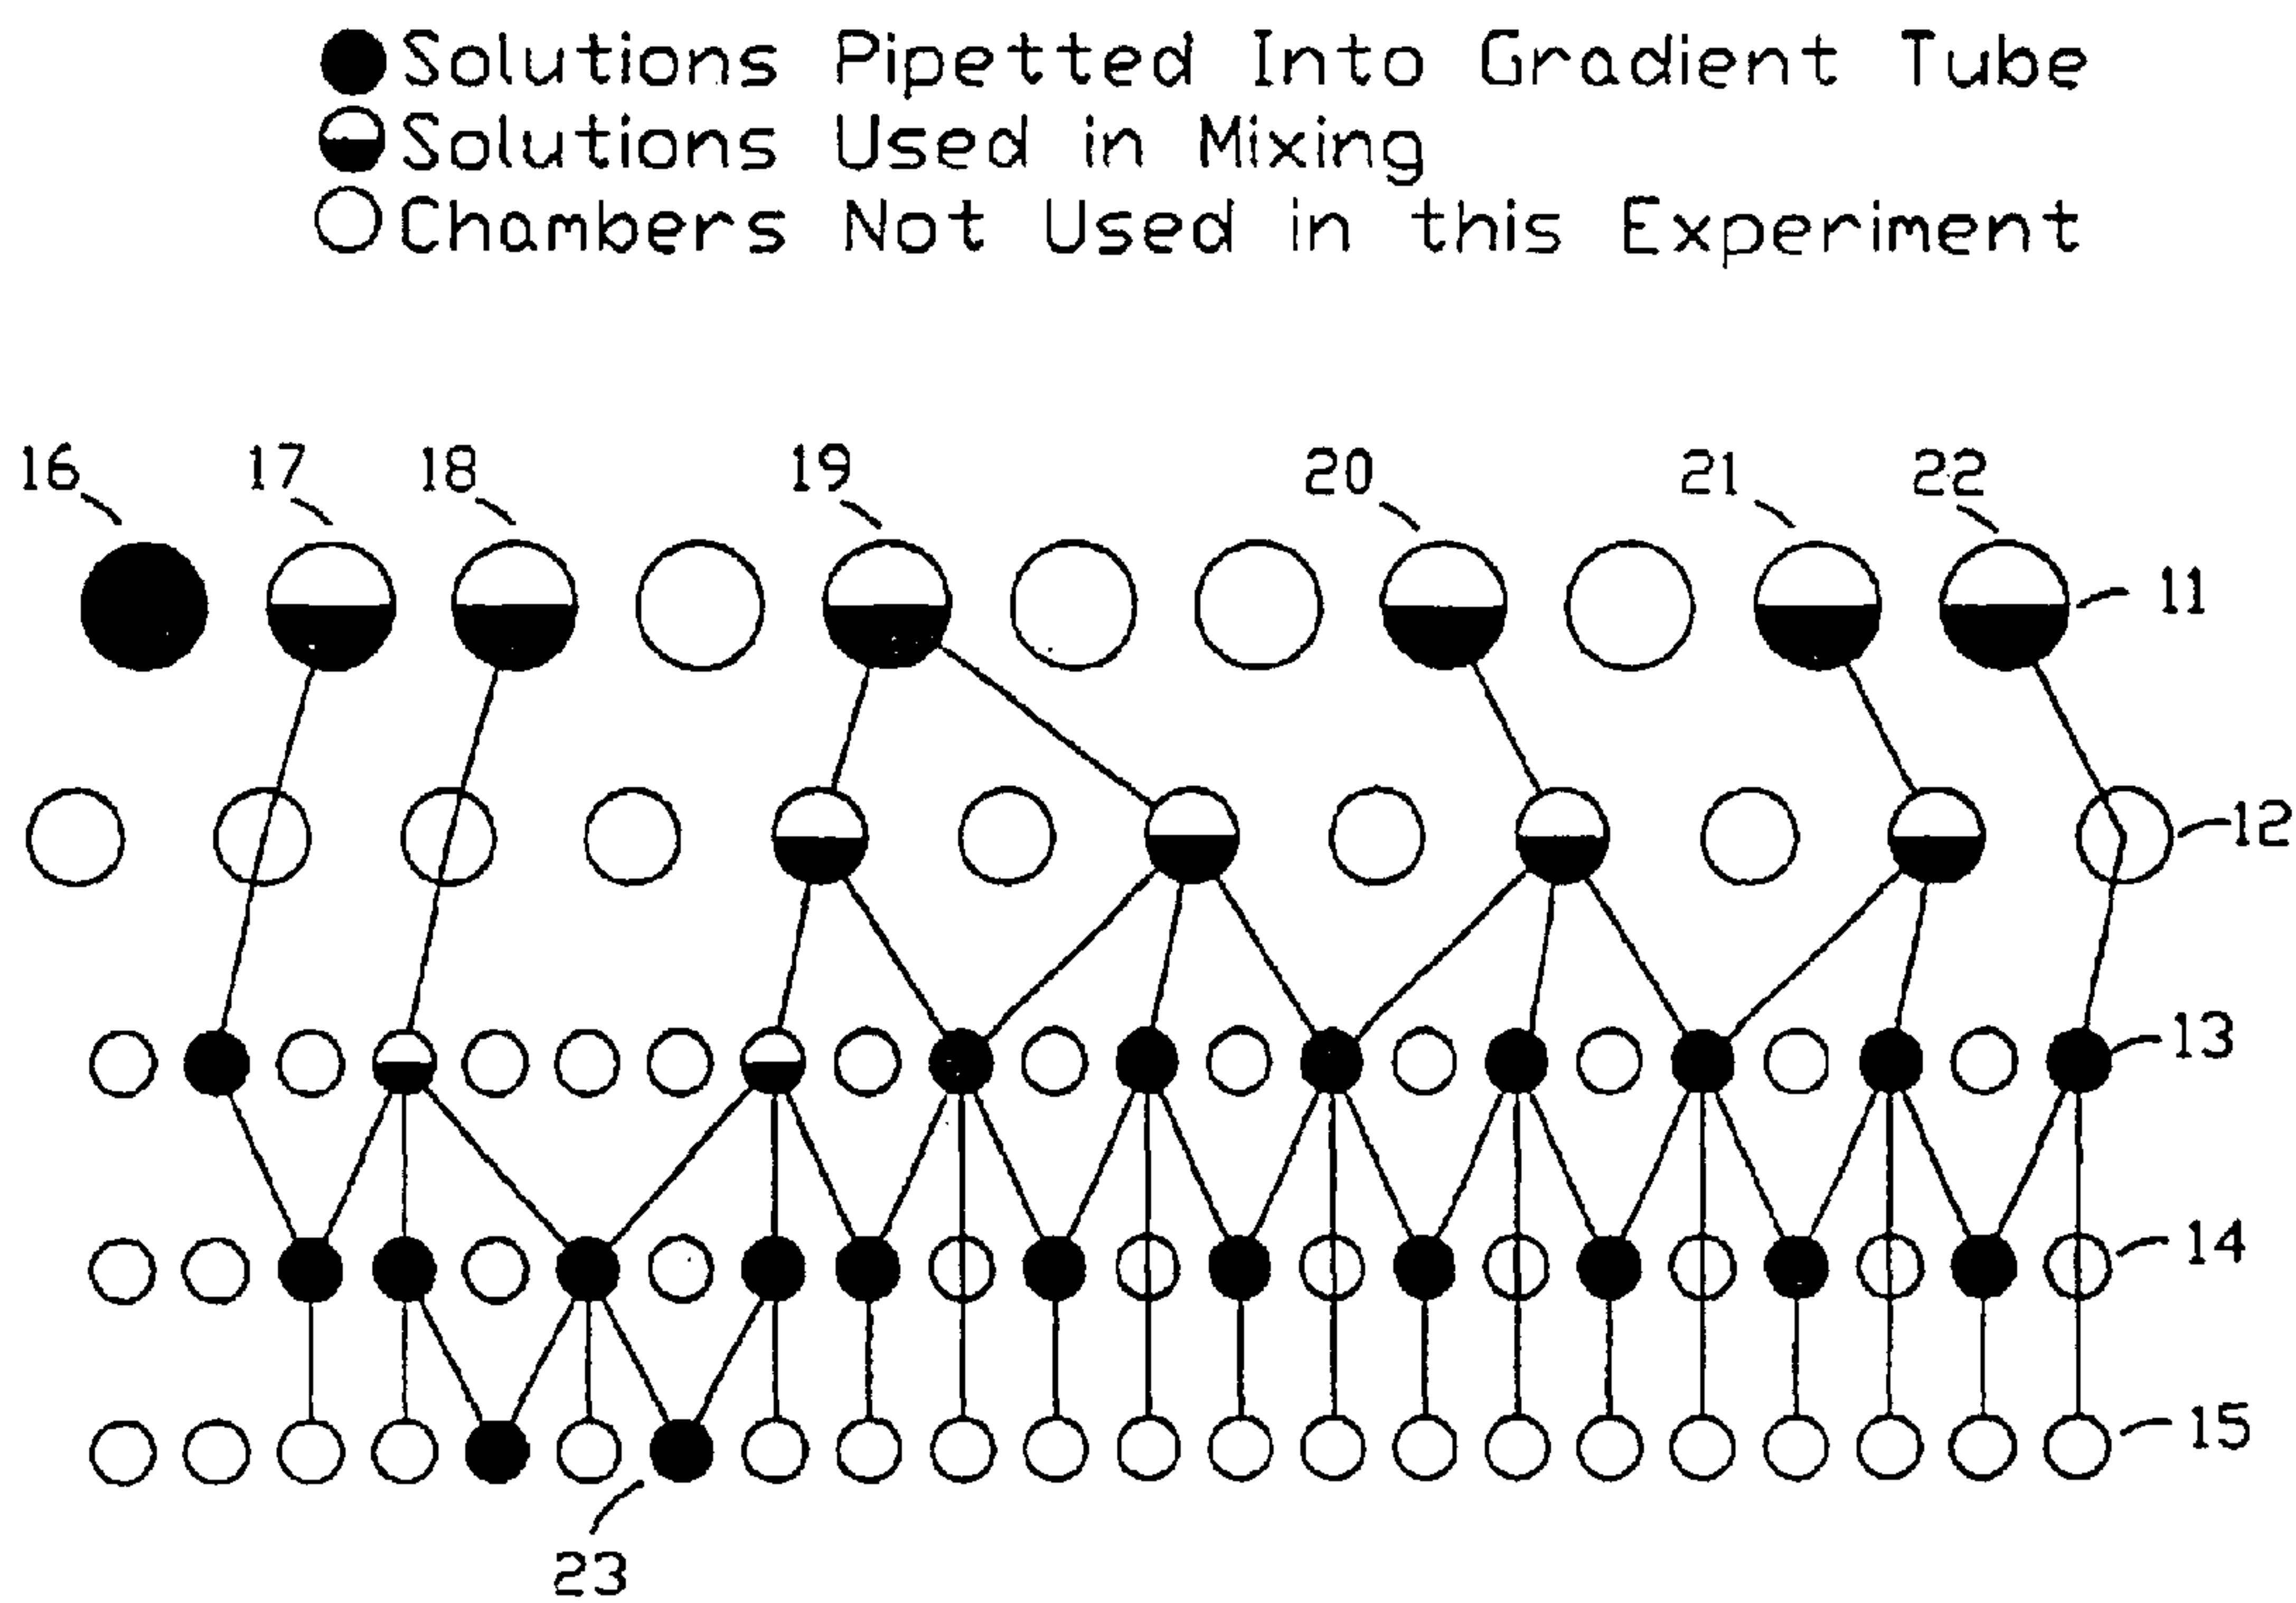 Solutions Pipetted Into Gradient Tube
Solutions Used in Mixing
Chambers Not Used in this Experiment
16 17 18 19 20 21 22
11
12
13
14
15
23